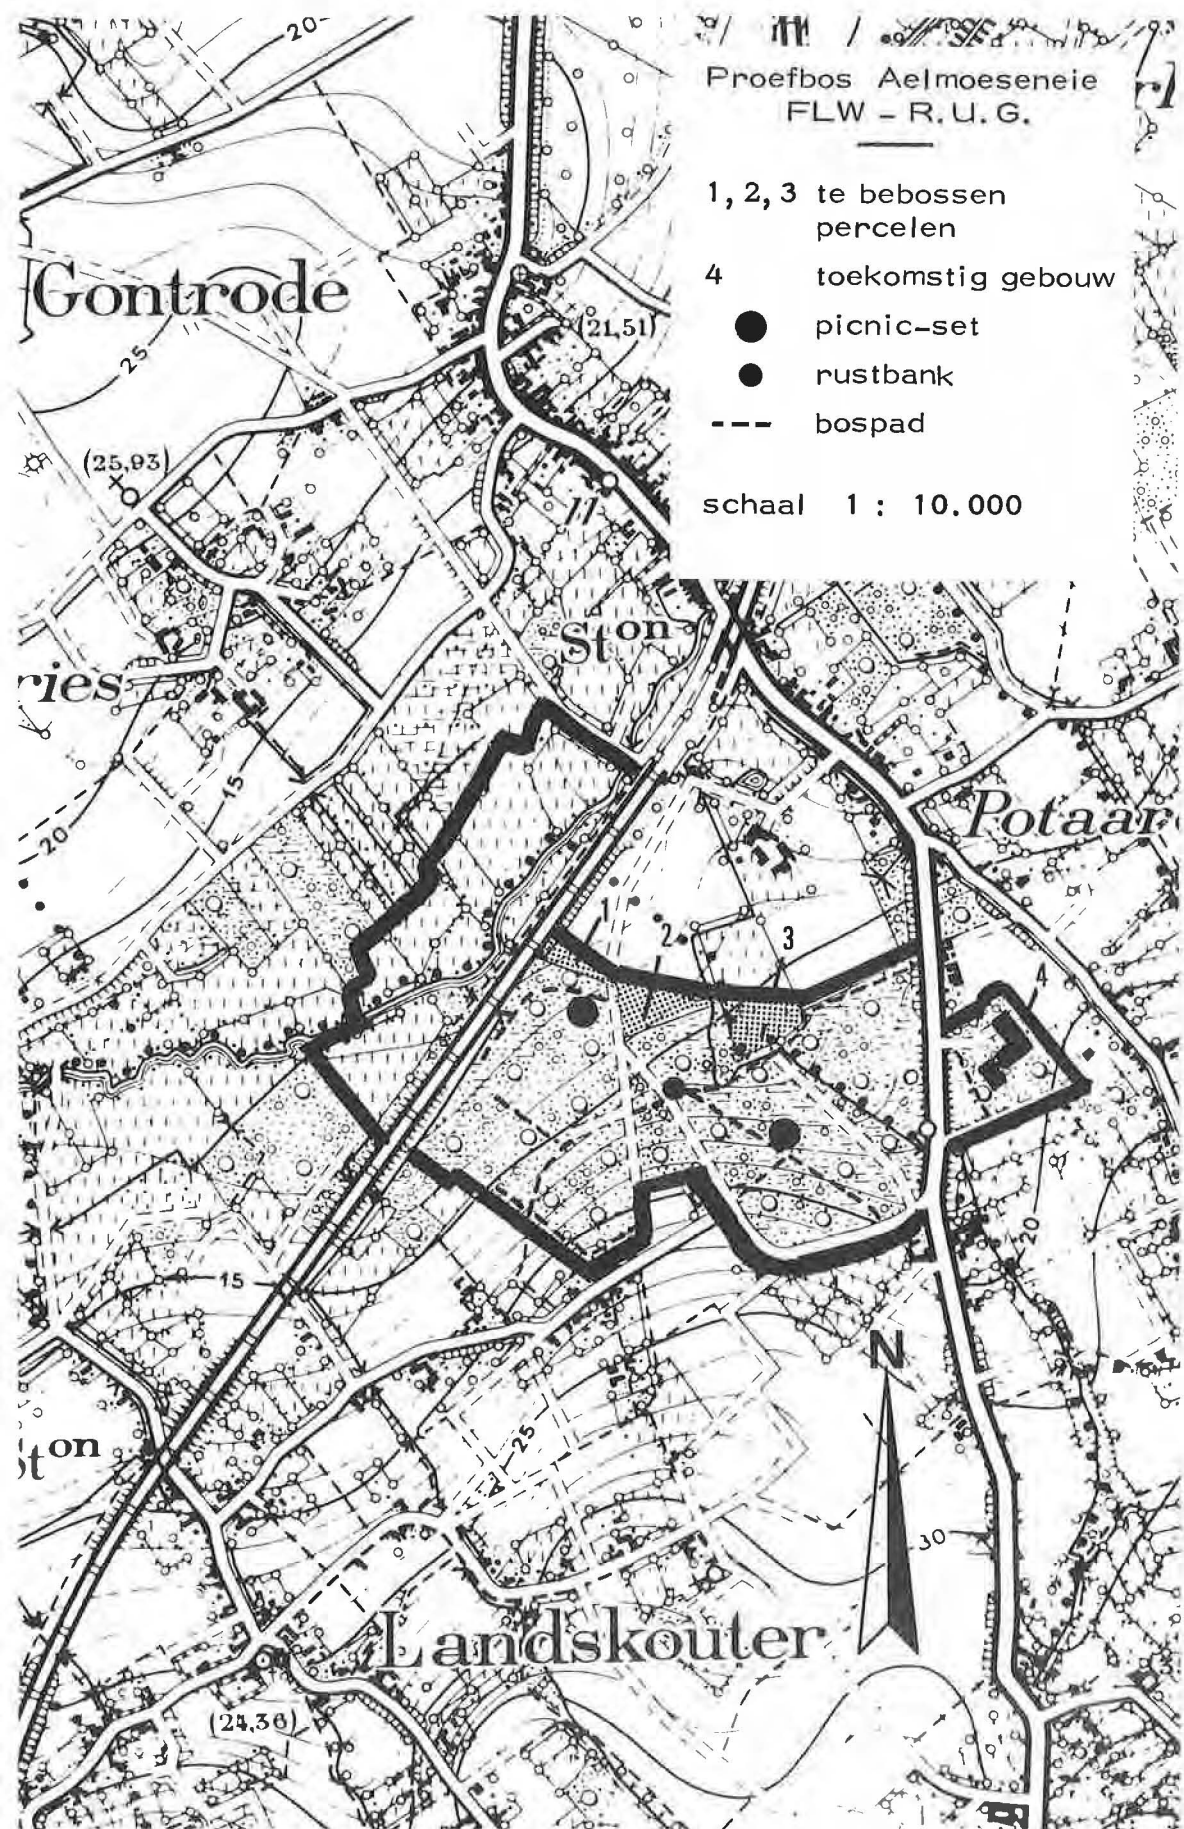 Proefbos Aelmoeseneie
FLW - R.U.G.
1, 2, 3 te bebossen
percelen
4 toekomstig gebouw
picnic-set
rustbank
bospad
schaal 1 : 10.000
20
Gontrode
(21,51)
25
(25,93)
11
Ston
ries
15
20
Potaar
1
2
3
4
20
15
N
25
ton
30
Landskouter
(24,36)